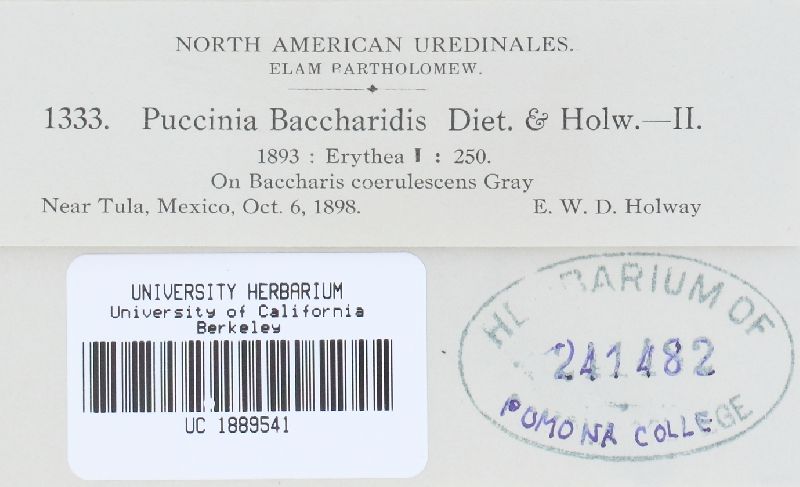 NORTH AMERICAN UREDINALES.
ELAM BARTHOLOMEW.
1333. Puccinia Baccharidis Diet. & Holw.—II.
1893 : Erythea I : 250.
On Baccharis coerulescens Gray
Near Tula, Mexico, Oct. 6, 1898. E. W. D. Holway
UNIVERSITY HERBARIUM
University of California
Berkeley
UC 1889541
HERBARIUM OF
241482
POMONA COLLEGE